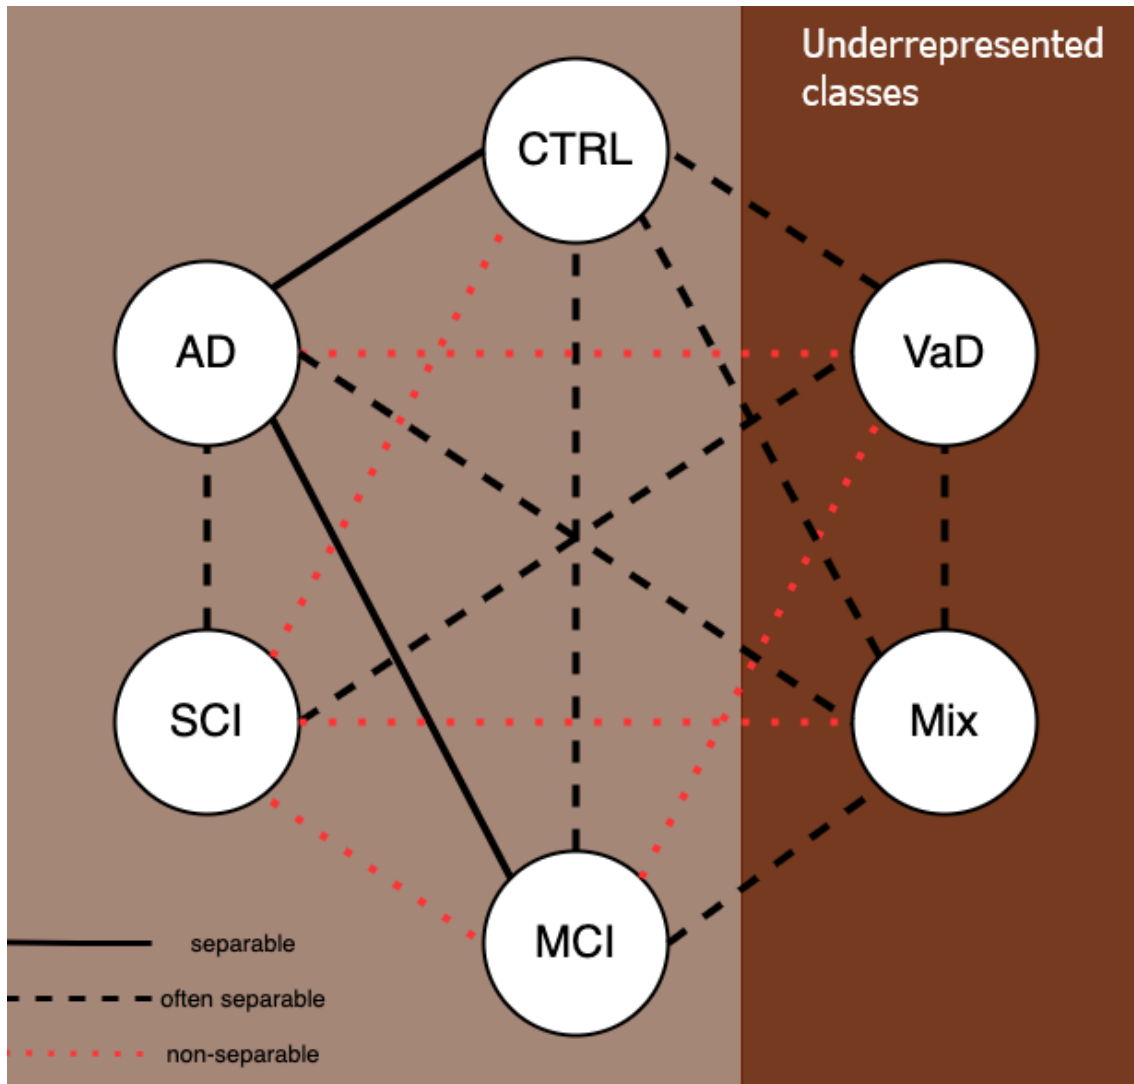 Underrepresented
classes
CTRL
AD
VaD
SCI
Mix
MCI
separable
often separable
non-separable